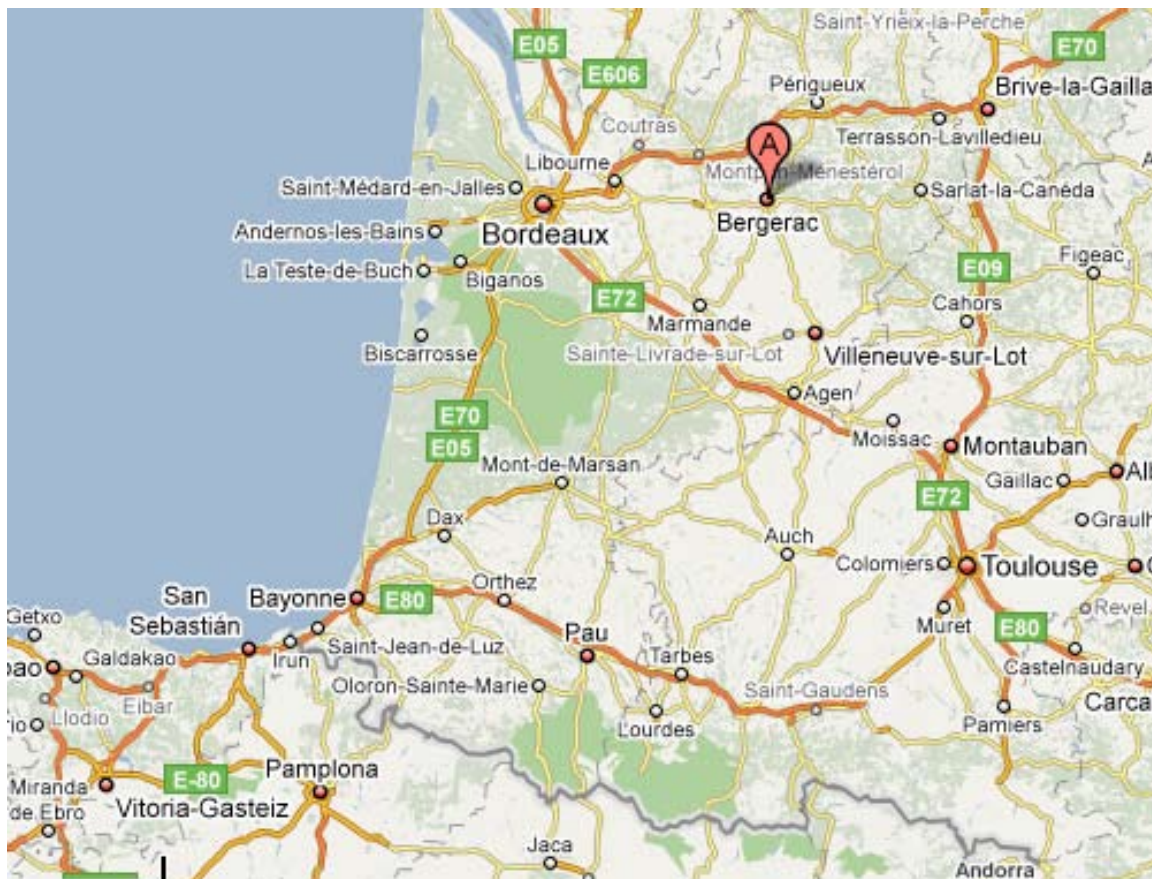 Saint-Yrieix-la-Perche
E05
E70
E606
Périgueux
Brive-la-Gailla
Coutras
Terrasson-Lavilledieu
A
Libourne
Saint-Médard-en-Jalles
Sarlat-la-Canéda
Bergerac
Andernos-les-Bains
Bordeaux
Figeac
La Teste-de-Buch
Biganos
E09
E72
Cahors
Marmande
Biscarrosse
Sainte-Livrade-sur-Lot
Villeneuve-sur-Lot
Agen
E70
E05
Moissac
Montauban
Mont-de-Marsan
Gaillac
Alb
E72
Dax
Graulh
Auch
Colomiers
Toulouse
C
San
Sebastián
Bayonne
E80
Orthez
Revel
Getxo
Muret
E80
Pau
Irun
Saint-Jean-de-Luz
bao
Galdakao
Tarbes
Castelnaudary
Eibar
Oloron-Sainte-Marie
Saint-Gaudens
Carca
Llodio
rio
Lourdes
Pamiers
E-80
Pamplona
Miranda
de Ebro
Vitoria-Gasteiz
Jaca
Andorra